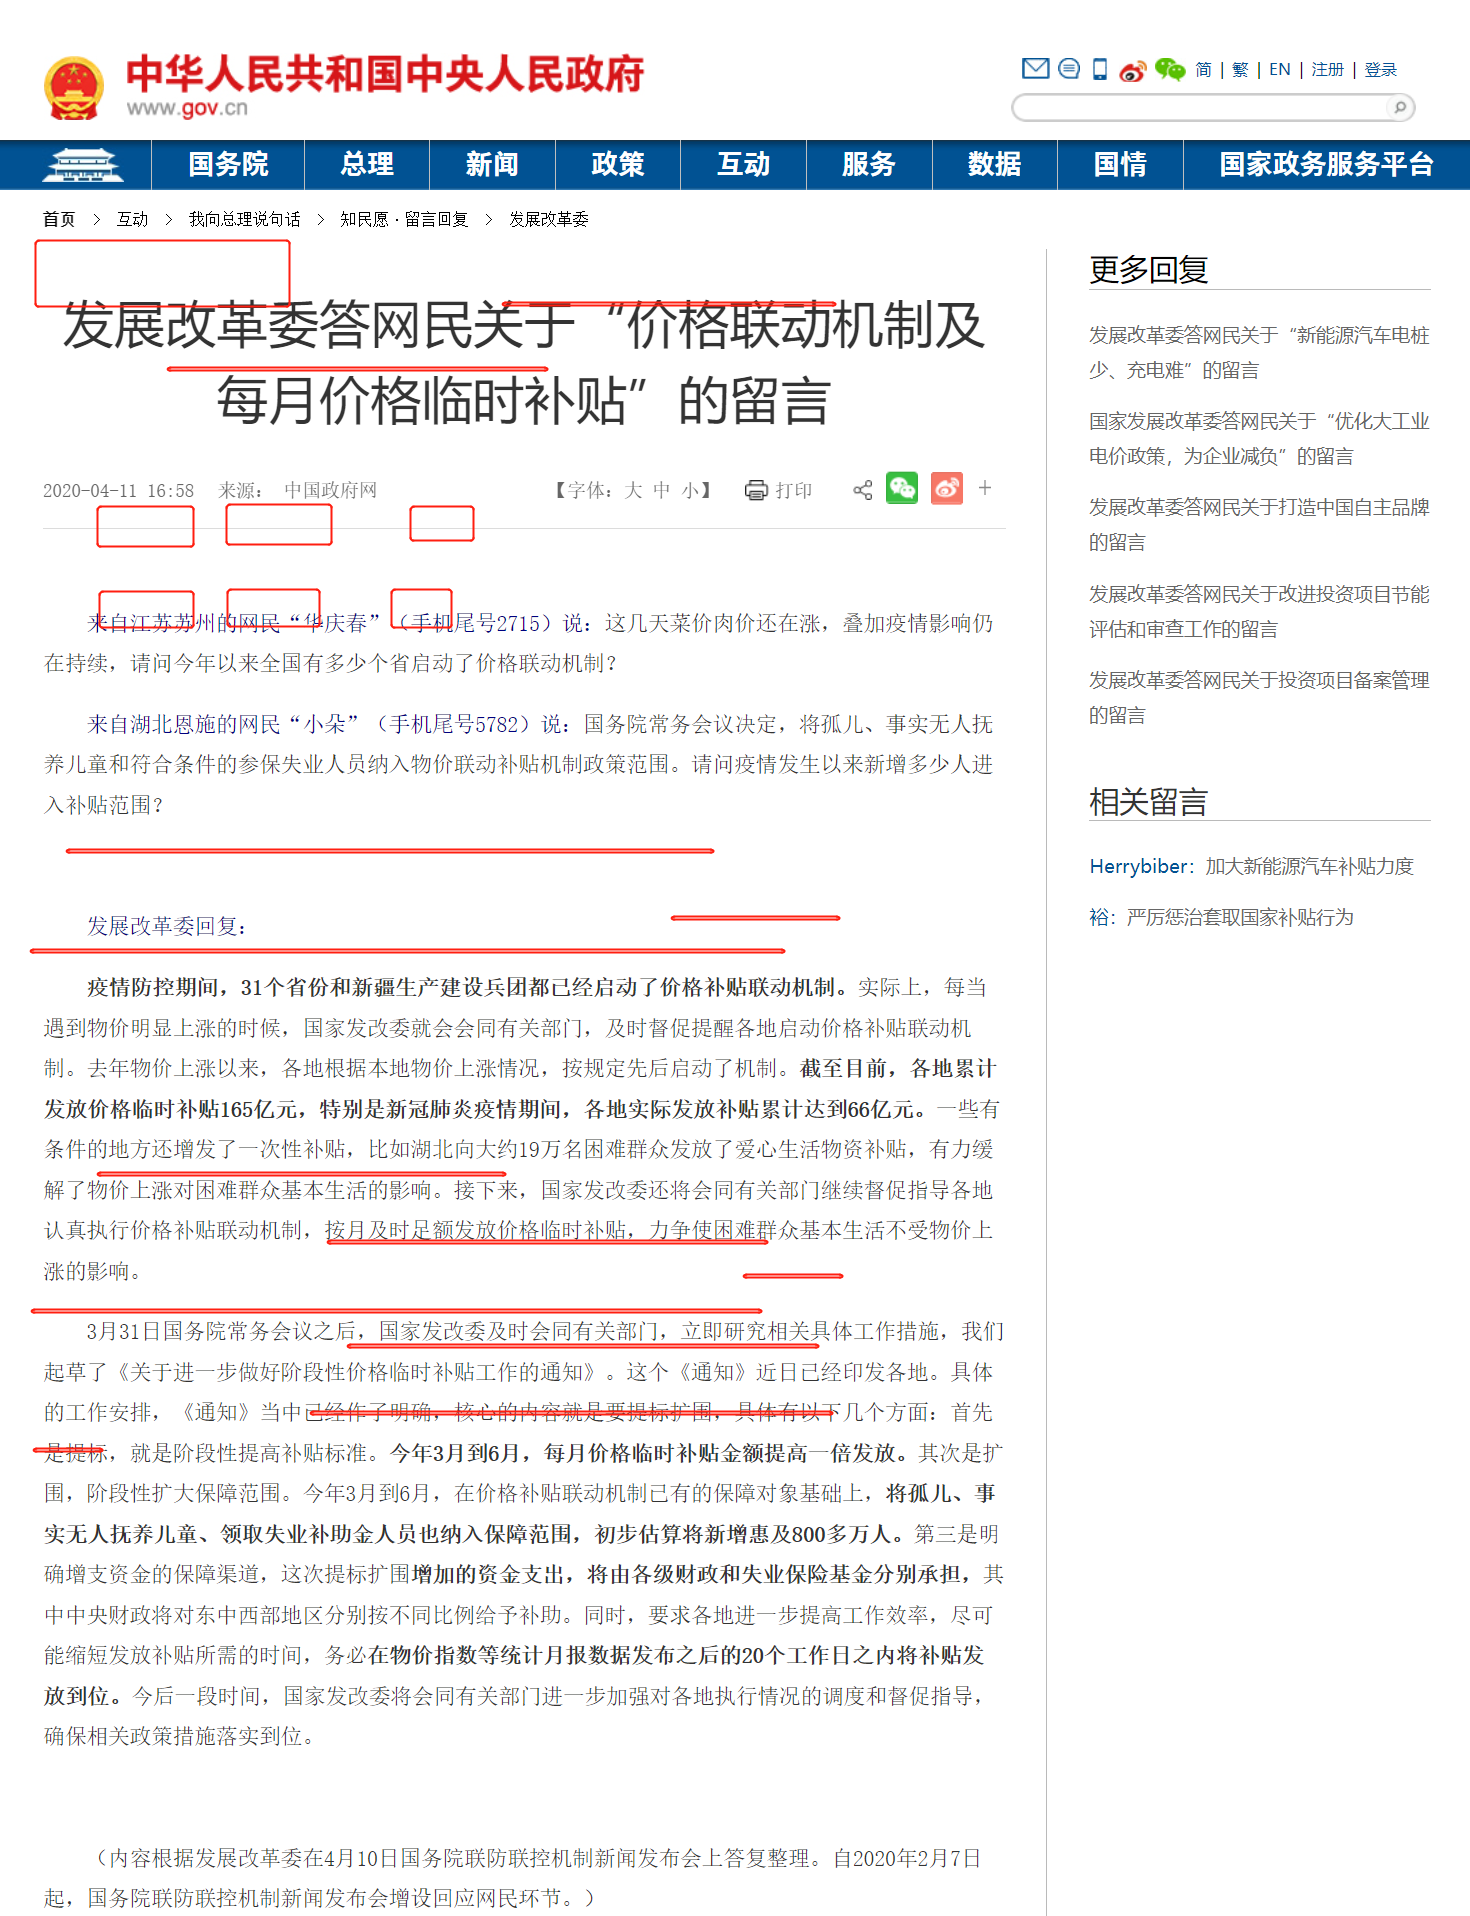 中华人民共和国中央人民政府
www.gov.cn
简 | 繁 | EN | 注册 | 登录
国务院 总理 新闻 政策 互动 服务 数据 国情 国家政务服务平台
首页 > 互动 > 我向总理说句话 > 知民愿·留言回复 > 发展改革委
发展改革委答网民关于“价格联动机制及
每月价格临时补贴”的留言
2020-04-11 16:58 来源： 中国政府网 【字体：大 中 小】 打印
来自江苏苏州的网民“华庆春”（手机尾号2715）说：这几天菜价肉价还在涨，叠加疫情影响仍
在持续，请问今年以来全国有多少个省启动了价格联动机制？
来自湖北恩施的网民“小朵”（手机尾号5782）说：国务院常务会议决定，将孤儿、事实无人抚
养儿童和符合条件的参保失业人员纳入物价联动补贴机制政策范围。请问疫情发生以来新增多少人进
入补贴范围？
发展改革委回复：
疫情防控期间，31个省份和新疆生产建设兵团都已经启动了价格补贴联动机制。实际上，每当
遇到物价明显上涨的时候，国家发改委就会会同有关部门，及时督促提醒各地启动价格补贴联动机
制。去年物价上涨以来，各地根据本地物价上涨情况，按规定先后启动了机制。截至目前，各地累计
发放价格临时补贴165亿元，特别是新冠肺炎疫情期间，各地实际发放补贴累计达到66亿元。一些有
条件的地方还增发了一次性补贴，比如湖北向大约19万名困难群众发放了爱心生活物资补贴，有力缓
解了物价上涨对困难群众基本生活的影响。接下来，国家发改委还将会同有关部门继续督促指导各地
认真执行价格补贴联动机制，按月及时足额发放价格临时补贴，力争使困难群众基本生活不受物价上
涨的影响。
3月31日国务院常务会议之后，国家发改委及时会同有关部门，立即研究相关具体工作措施，我们
起草了《关于进一步做好阶段性价格临时补贴工作的通知》。这个《通知》近日已经印发各地。具体
的工作安排，《通知》当中已经作了明确，核心的内容就是要提标扩围，具体有以下几个方面：首先
是提标，就是阶段性提高补贴标准。今年3月到6月，每月价格临时补贴金额提高一倍发放。其次是扩
围，阶段性扩大保障范围。今年3月到6月，在价格补贴联动机制已有的保障对象基础上，将孤儿、事
实无人抚养儿童、领取失业补助金人员也纳入保障范围，初步估算将新增惠及800多万人。第三是明
确增支资金的保障渠道，这次提标扩围增加的资金支出，将由各级财政和失业保险基金分别承担，其
中中央财政将对东中西部地区分别按不同比例给予补助。同时，要求各地进一步提高工作效率，尽可
能缩短发放补贴所需的时间，务必在物价指数等统计月报数据发布之后的20个工作日之内将补贴发
放到位。今后一段时间，国家发改委将会同有关部门进一步加强对各地执行情况的调度和督促指导，
确保相关政策措施落实到位。
（内容根据发展改革委在4月10日国务院联防联控机制新闻发布会上答复整理。自2020年2月7日
起，国务院联防联控机制新闻发布会增设回应网民环节。）
更多回复
发展改革委答网民关于“新能源汽车电桩
少、充电难”的留言
国家发展改革委答网民关于“优化大工业
电价政策，为企业减负”的留言
发展改革委答网民关于打造中国自主品牌
的留言
发展改革委答网民关于改进投资项目节能
评估和审查工作的留言
发展改革委答网民关于投资项目备案管理
的留言
相关留言
Herrybiber：加大新能源汽车补贴力度
裕：严厉惩治套取国家补贴行为